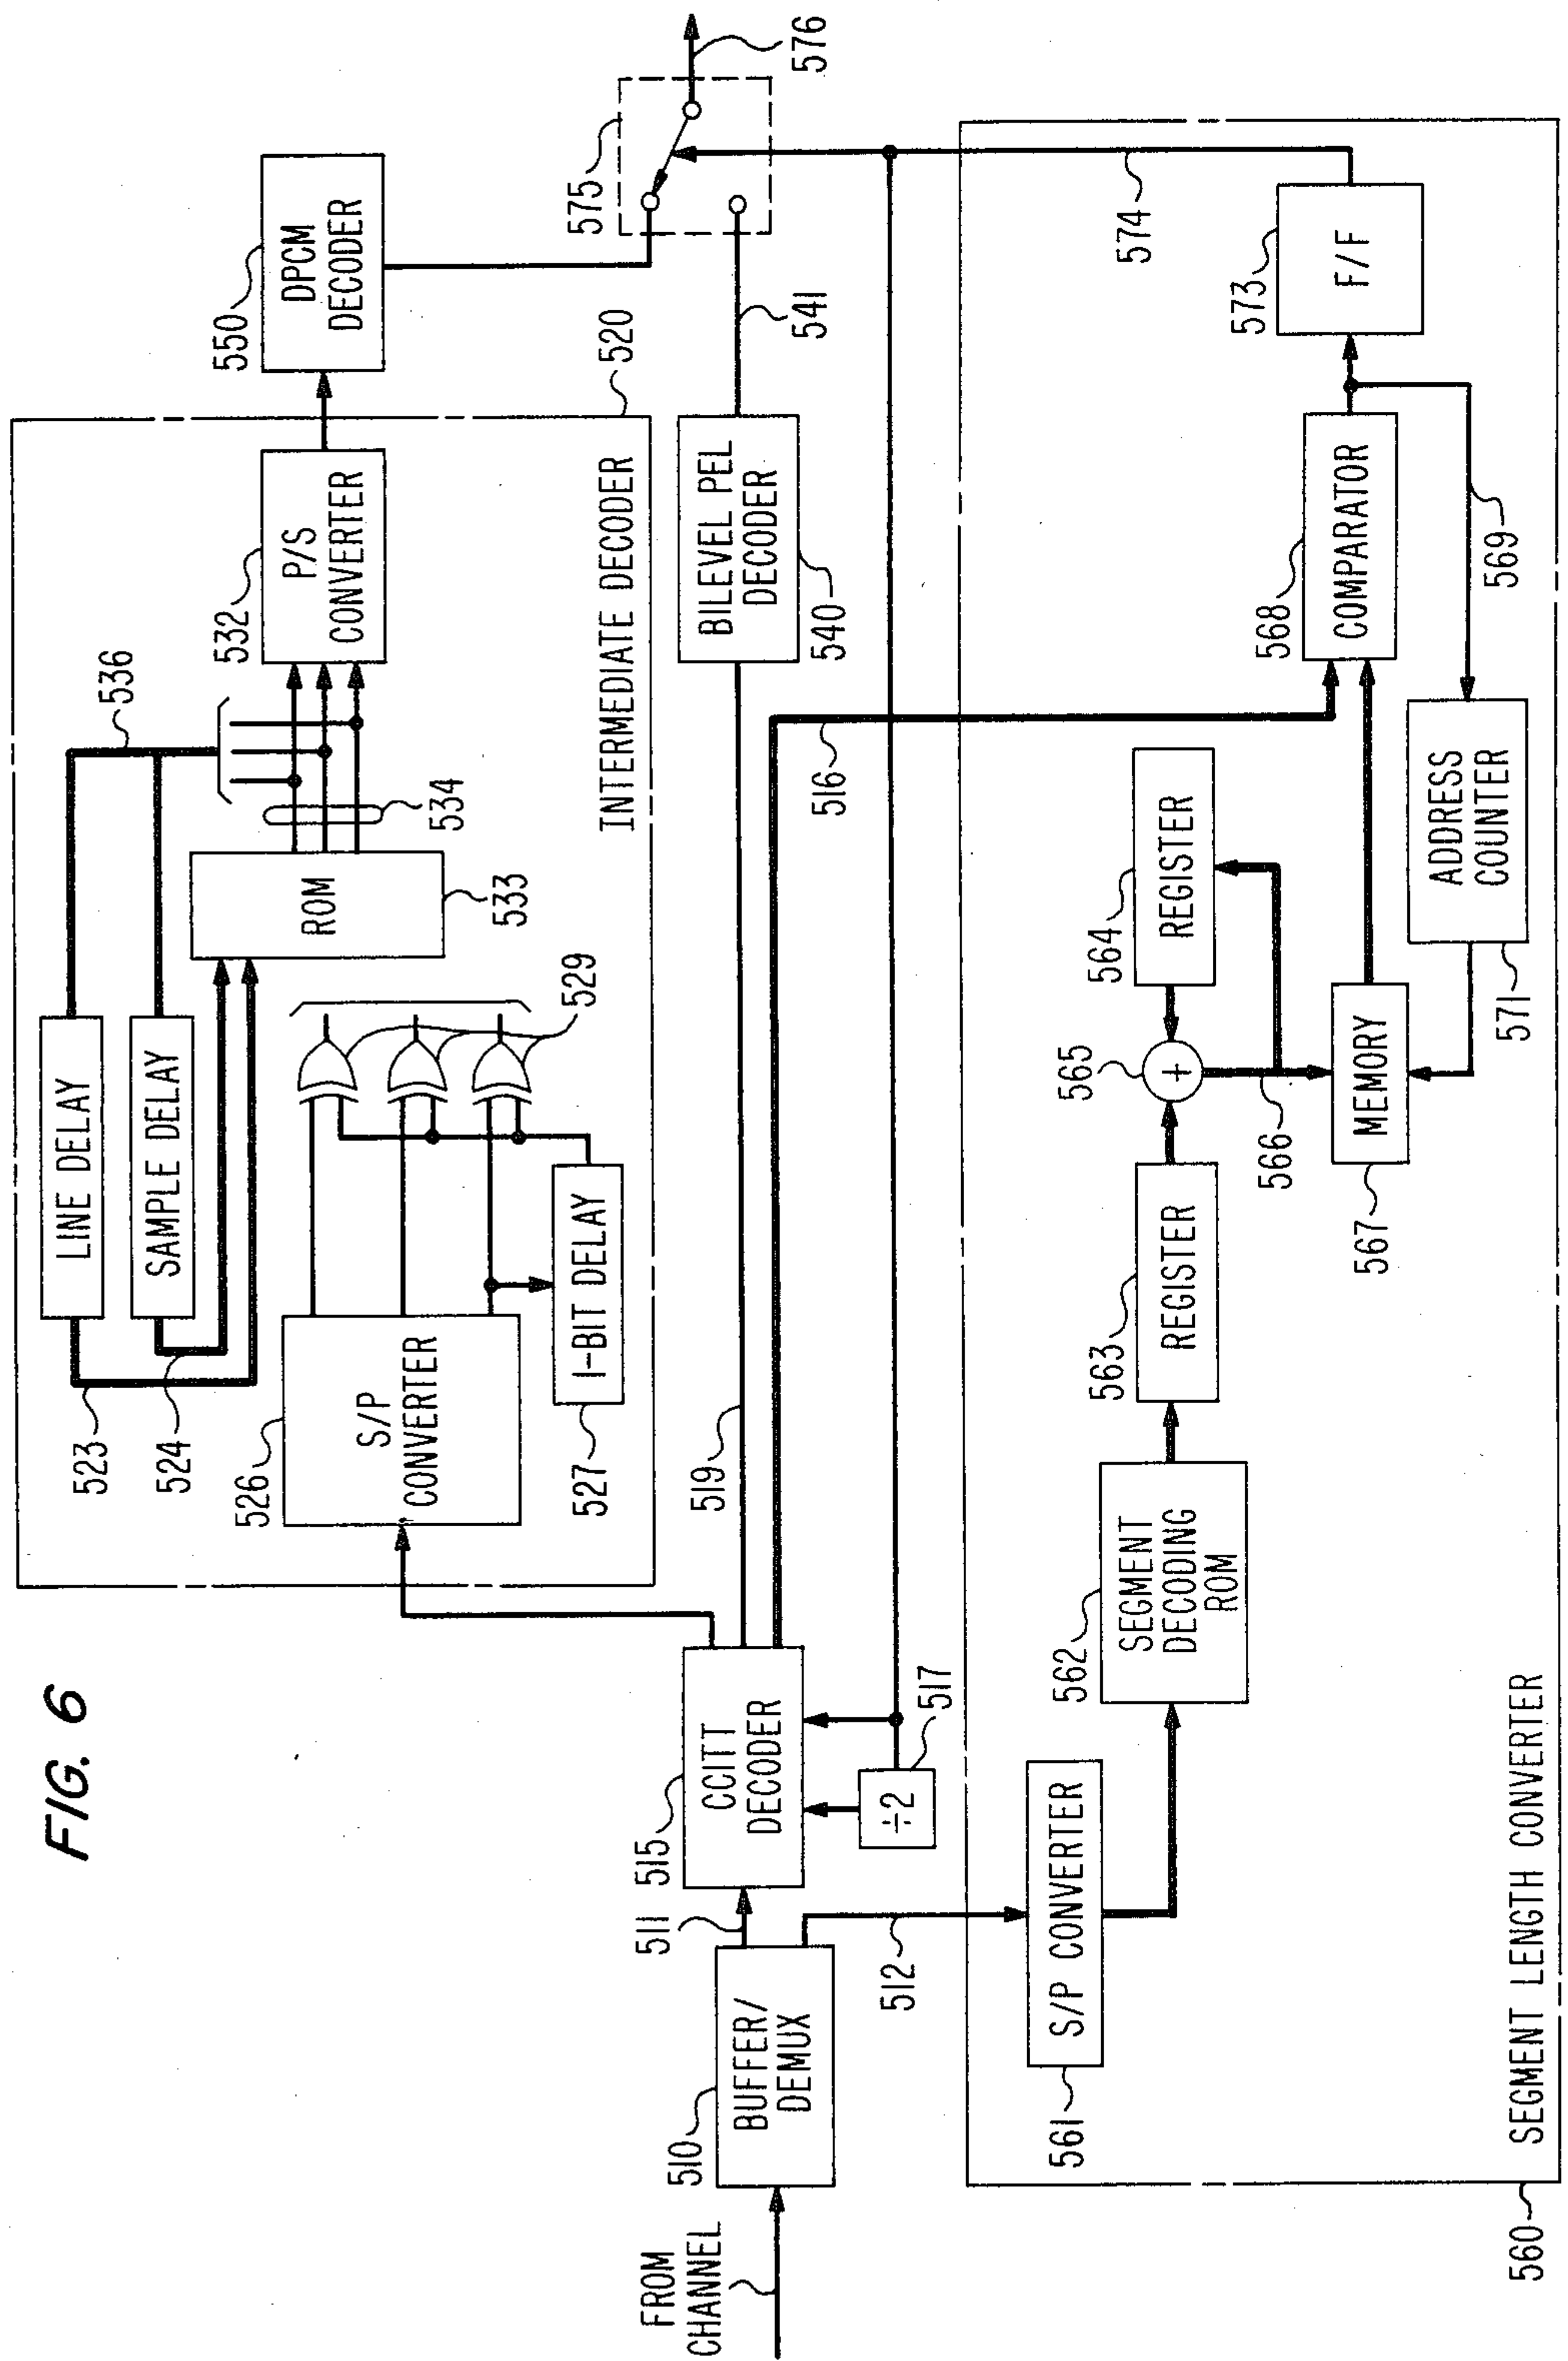 FIG. 6
FROM
CHANNEL
510
BUFFER/
DEMUX
511
512
515
CCITT
DECODER
÷2
517
519
516
523
524
LINE DELAY
SAMPLE DELAY
526
S/P
CONVERTER
527
1-BIT DELAY
529
ROM
533
534
536
532
P/S
CONVERTER
INTERMEDIATE DECODER
520
550
DPCM
DECODER
BILEVEL PEL
DECODER
540
541
575
576
574
561
S/P CONVERTER
562
SEGMENT
DECODING
ROM
563
REGISTER
565
+
564
REGISTER
566
567
MEMORY
571
ADDRESS
COUNTER
568
COMPARATOR
569
573
F/F
560
SEGMENT LENGTH CONVERTER